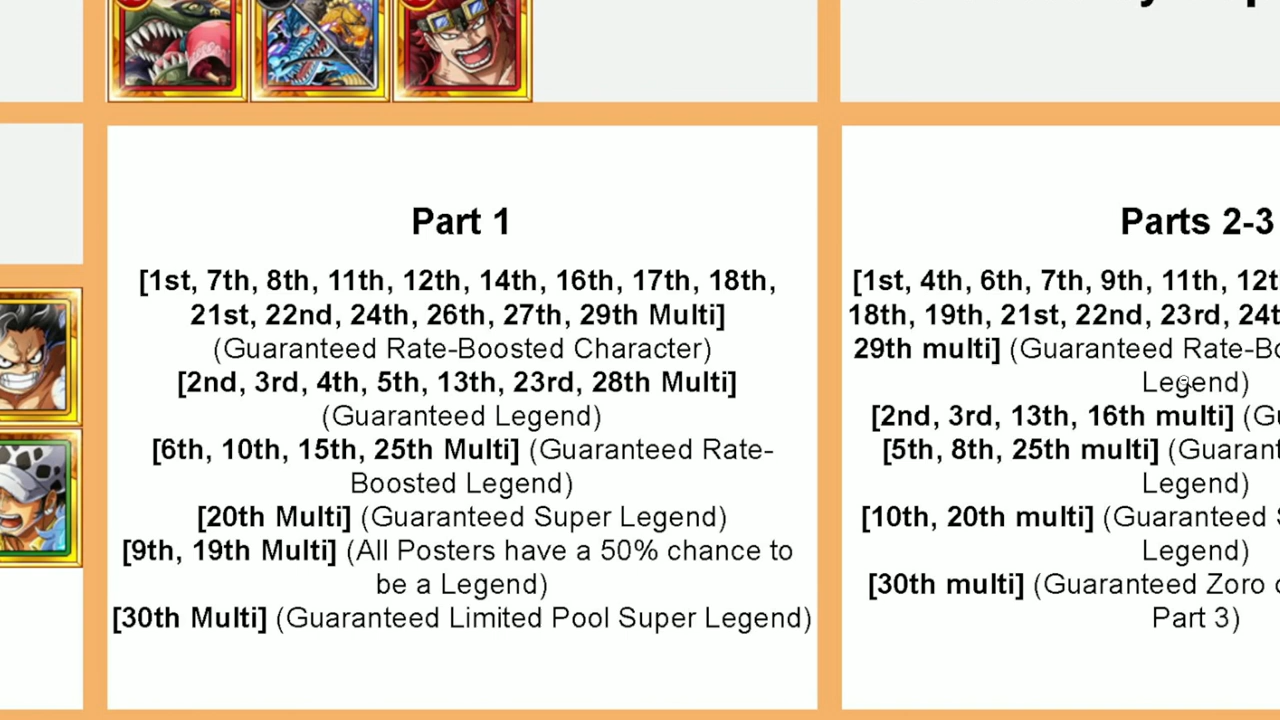 Part 1
[1st, 7th, 8th, 11th, 12th, 14th, 16th, 17th, 18th,
21st, 22nd, 24th, 26th, 27th, 29th Multi]
(Guaranteed Rate-Boosted Character)
[2nd, 3rd, 4th, 5th, 13th, 23rd, 28th Multi]
(Guaranteed Legend)
[6th, 10th, 15th, 25th Multi] (Guaranteed Rate-
Boosted Legend)
[20th Multi] (Guaranteed Super Legend)
[9th, 19th Multi] (All Posters have a 50% chance to
be a Legend)
[30th Multi] (Guaranteed Limited Pool Super Legend)
Parts 2-3
[1st, 4th, 6th, 7th, 9th, 11th,
18th, 19th, 21st, 22nd, 23rd,
29th multi] (Guaranteed
Legend)
[2nd, 3rd, 13th, 16th multi]
[5th, 8th, 25th multi]
Legend)
[10th, 20th multi] (Guaranteed
Legend)
[30th multi] (Guaranteed Zoro
Part 3)